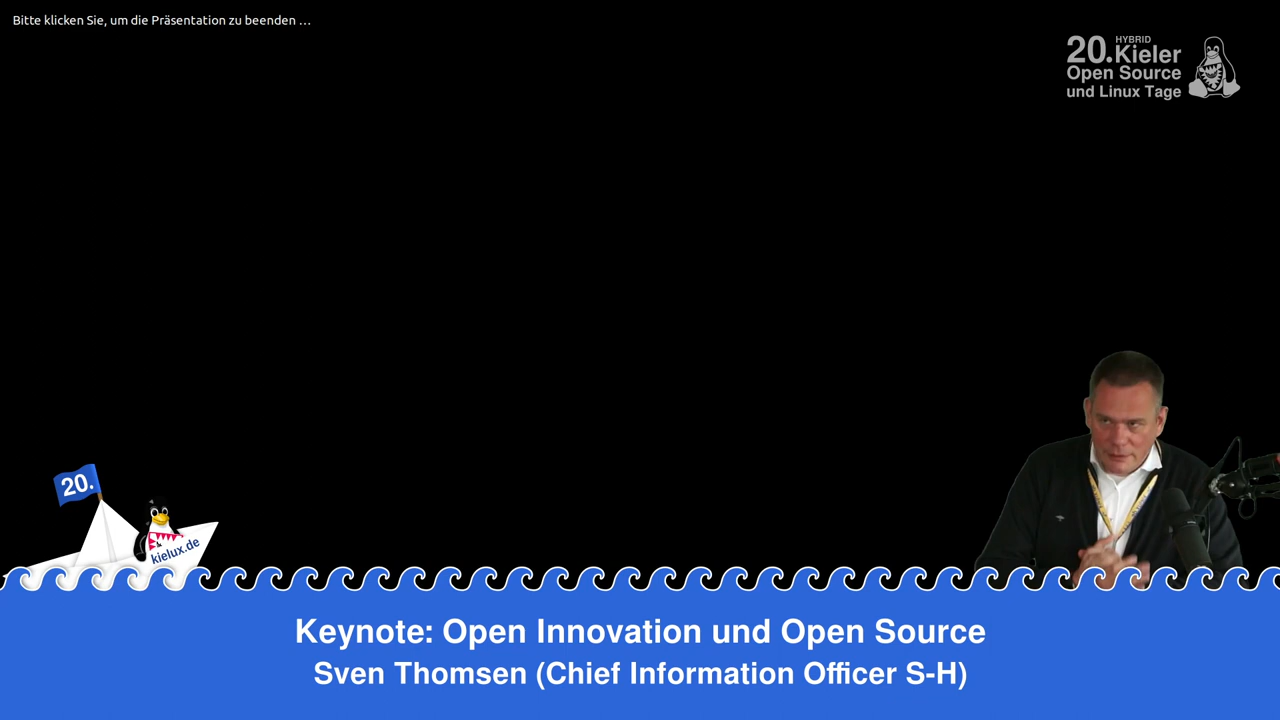 Bitte klicken Sie, um die Präsentation zu beenden …
HYBRID
20. Kieler
Open Source
und Linux Tage
20.
kielux.de
Keynote: Open Innovation und Open Source
Sven Thomsen (Chief Information Officer S-H)